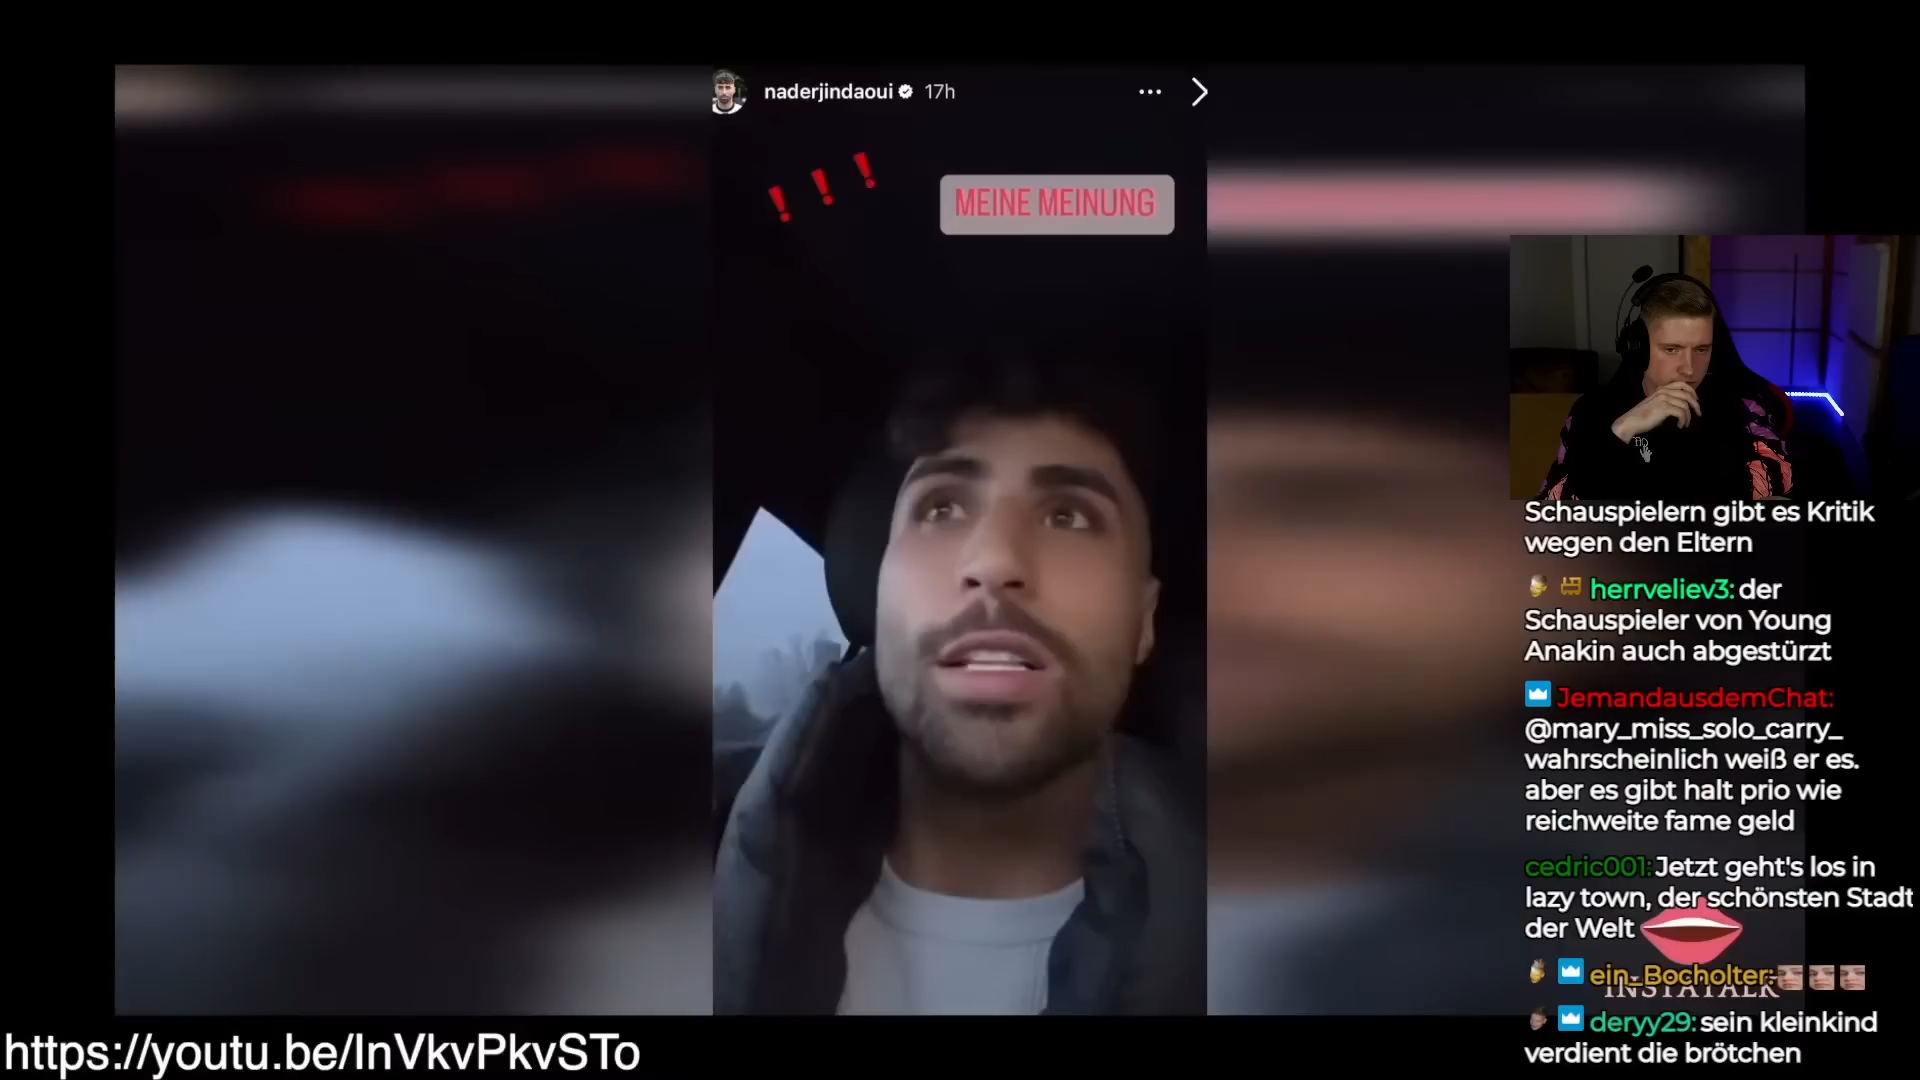 naderjindaoui 17h
MEINE MEINUNG
Schauspielern gibt es Kritik
wegen den Eltern
herrveliev3: der
Schauspieler von Young
Anakin auch abgestürzt
JemandausdemChat:
@mary_miss_solo_carry_
wahrscheinlich weiß er es.
aber es gibt halt prio wie
reichweite fame geld
cedric001: Jetzt geht's los in
lazy town, der schönsten Stadt
der Welt
ein_Bocholter:
INSTATALK
deryy29: sein kleinkind
verdient die brötchen
https://youtu.be/InVkvPkvSTo